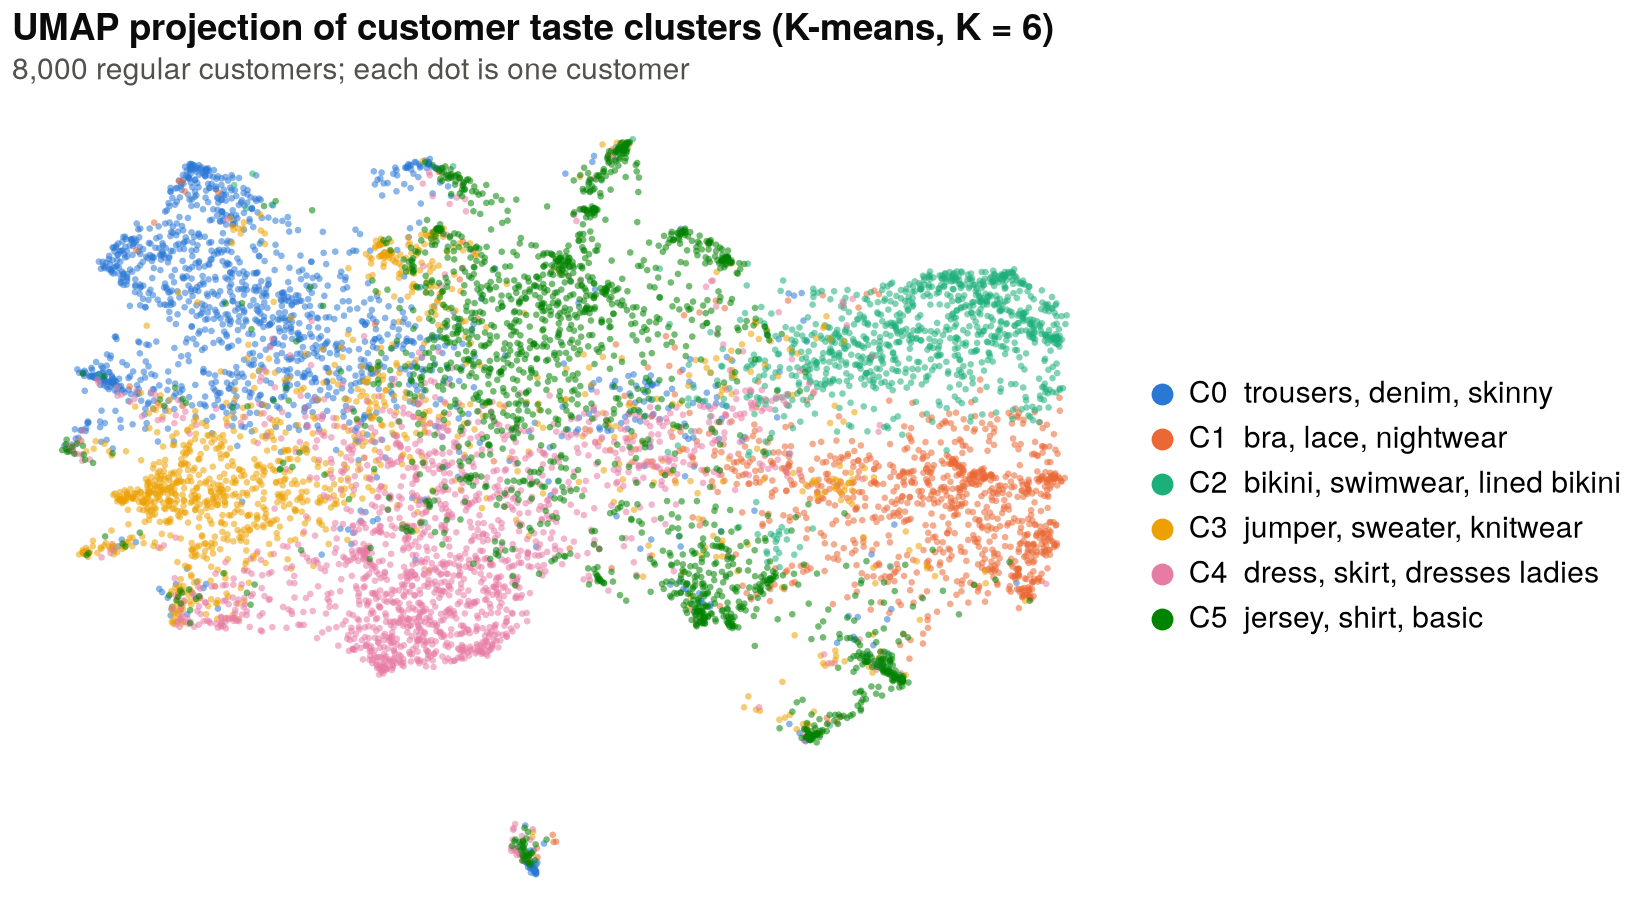 UMAP projection of customer taste clusters (K-means, K = 6)
8,000 regular customers; each dot is one customer
C0 trousers, denim, skinny
C1 bra, lace, nightwear
C2 bikini, swimwear, lined bikini
C3 jumper, sweater, knitwear
C4 dress, skirt, dresses ladies
C5 jersey, shirt, basic